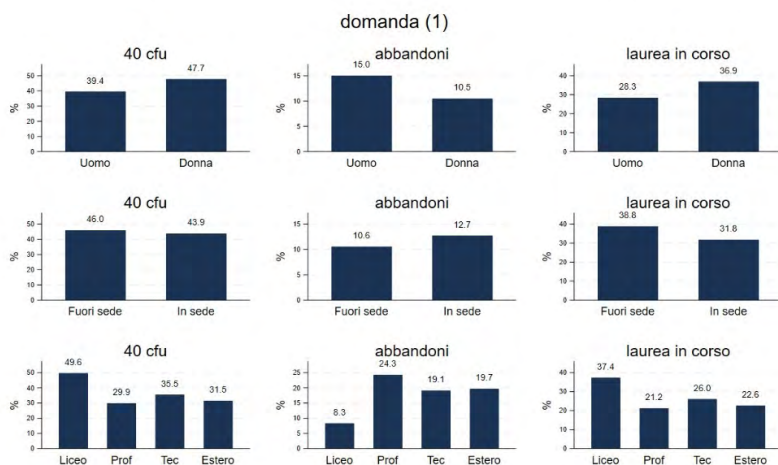 domanda (1)
40 cfu
abbandoni
laurea in corso
%
50
40
30
20
10
0
39.4
47.7
Uomo
Donna
%
15
10
5
0
15.0
10.5
Uomo
Donna
%
40
30
20
10
0
28.3
36.9
Uomo
Donna
40 cfu
abbandoni
laurea in corso
%
50
40
30
20
10
0
46.0
43.9
Fuori sede
In sede
%
15
10
5
0
10.6
12.7
Fuori sede
In sede
%
40
30
20
10
0
38.8
31.8
Fuori sede
In sede
40 cfu
abbandoni
laurea in corso
%
50
40
30
20
10
0
49.6
29.9
35.5
31.5
Liceo
Prof
Tec
Estero
%
25
20
15
10
5
0
8.3
24.3
19.1
19.7
Liceo
Prof
Tec
Estero
%
40
30
20
10
0
37.4
21.2
26.0
22.6
Liceo
Prof
Tec
Estero